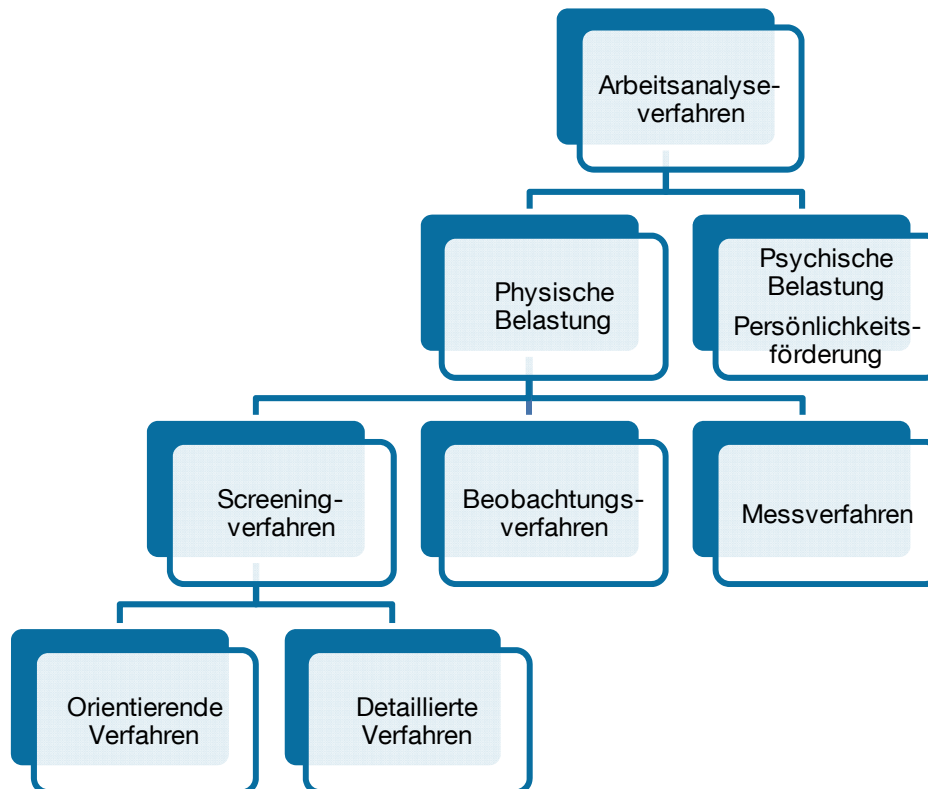 Arbeitsanalyse-
verfahren
Physische
Belastung
Psychische
Belastung
Persönlichkeits-
förderung
Screening-
verfahren
Beobachtungs-
verfahren
Messverfahren
Orientierende
Verfahren
Detaillierte
Verfahren